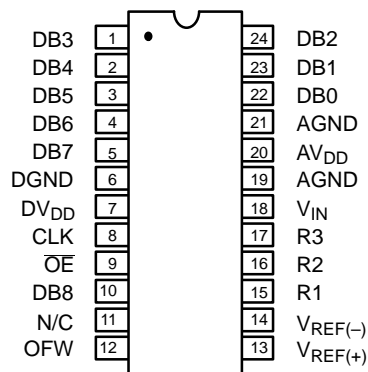 DB3 1 24 DB2
DB4 2 23 DB1
DB5 3 22 DB0
DB6 4 21 AGND
DB7 5 20 AVDD
DGND 6 19 AGND
DVDD 7 18 VIN
CLK 8 17 R3
OE 9 16 R2
DB8 10 15 R1
N/C 11 14 VREF(–)
OFW 12 13 VREF(+)